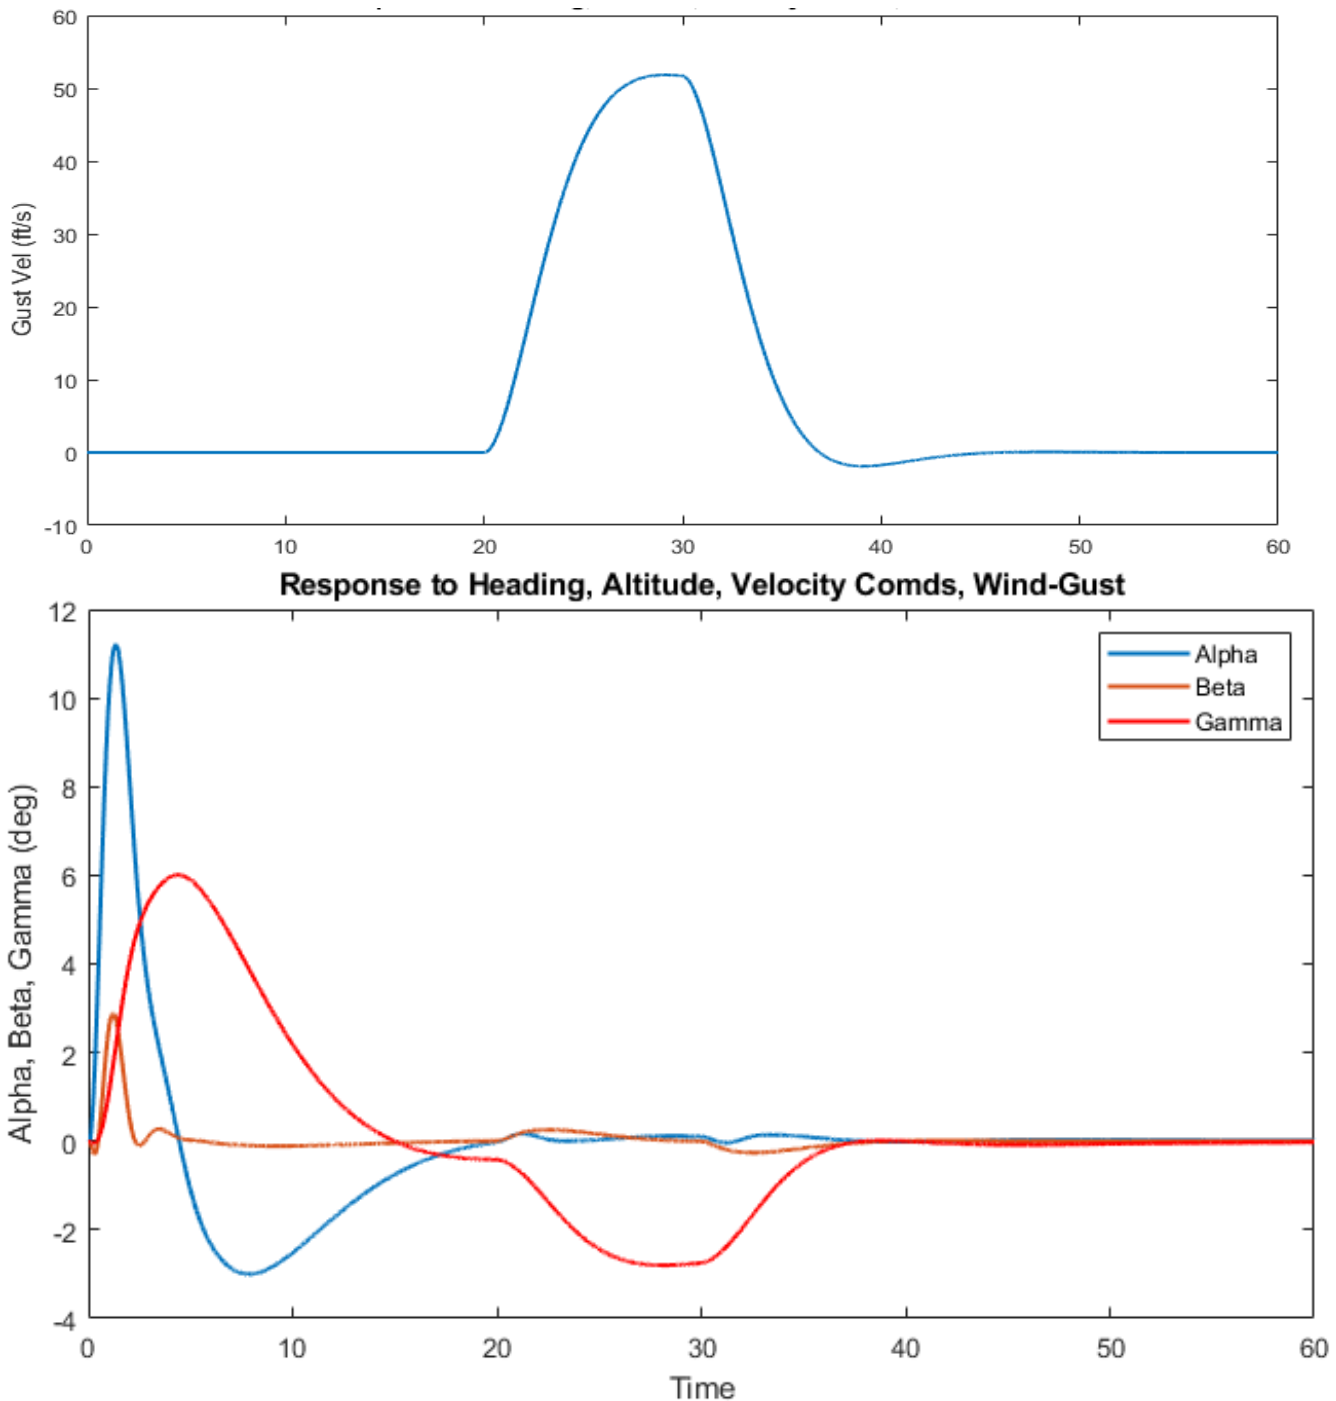 60
50
40
30
20
10
0
-10
Gust Vel (ft/s)
0 10 20 30 40 50 60
Response to Heading, Altitude, Velocity Comds, Wind-Gust
12
10
8
6
4
2
0
-2
-4
Alpha, Beta, Gamma (deg)
Alpha
Beta
Gamma
0 10 20 30 40 50 60
Time